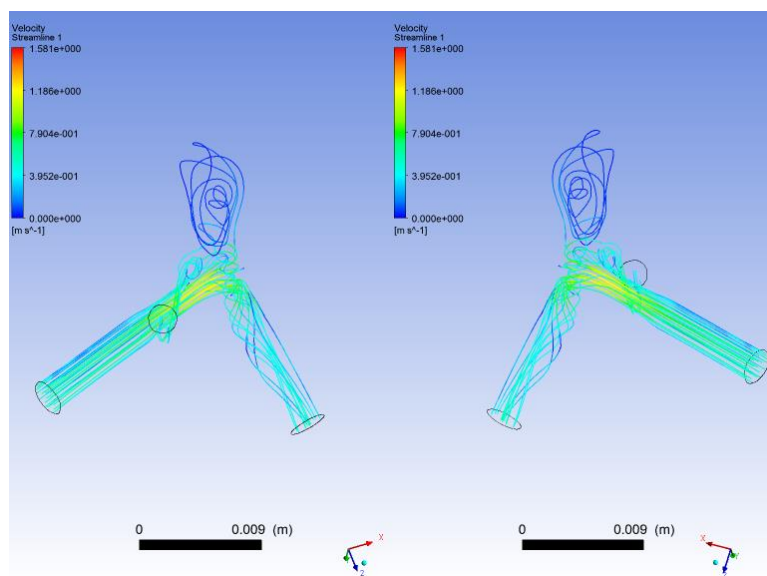 Velocity
Streamline 1
1.581e+000
1.186e+000
7.904e-001
3.952e-001
0.000e+000
[m s^-1]
0 0.009 (m)
X
Z
Velocity
Streamline 1
1.581e+000
1.186e+000
7.904e-001
3.952e-001
0.000e+000
[m s^-1]
0 0.009 (m)
X
Y